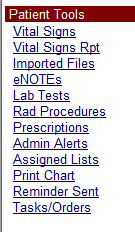 Patient Tools
Vital Signs
Vital Signs Rpt
Imported Files
eNOTEs
Lab Tests
Rad Procedures
Prescriptions
Admin Alerts
Assigned Lists
Print Chart
Reminder Sent
Tasks/Orders